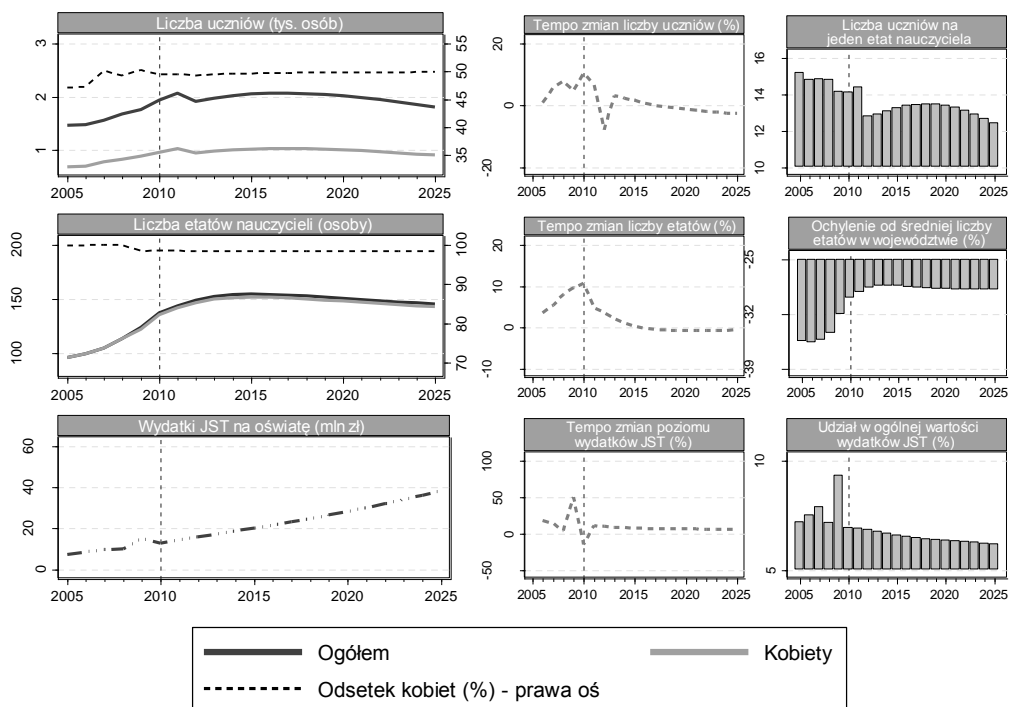 Liczba uczniów (tys. osób)
3
2
1
55
50
45
40
35
2005 2010 2015 2020 2025
Tempo zmian liczby uczniów (%)
20
0
-20
2005 2010 2015 2020 2025
Liczba uczniów na
jeden etat nauczyciela
16
14
12
10
2005 2010 2015 2020 2025
Liczba etatów nauczycieli (osoby)
200
150
100
100
90
80
70
2005 2010 2015 2020 2025
Tempo zmian liczby etatów (%)
20
10
0
-10
2005 2010 2015 2020 2025
Ochylenie od średniej liczby
etatów w województwie (%)
-25
-32
-39
2005 2010 2015 2020 2025
Wydatki JST na oświatę (mln zł)
60
40
20
0
2005 2010 2015 2020 2025
Tempo zmian poziomu
wydatków JST (%)
100
50
0
-50
2005 2010 2015 2020 2025
Udział w ogólnej wartości
wydatków JST (%)
10
5
2005 2010 2015 2020 2025
Ogółem
Kobiety
Odsetek kobiet (%) - prawa oś